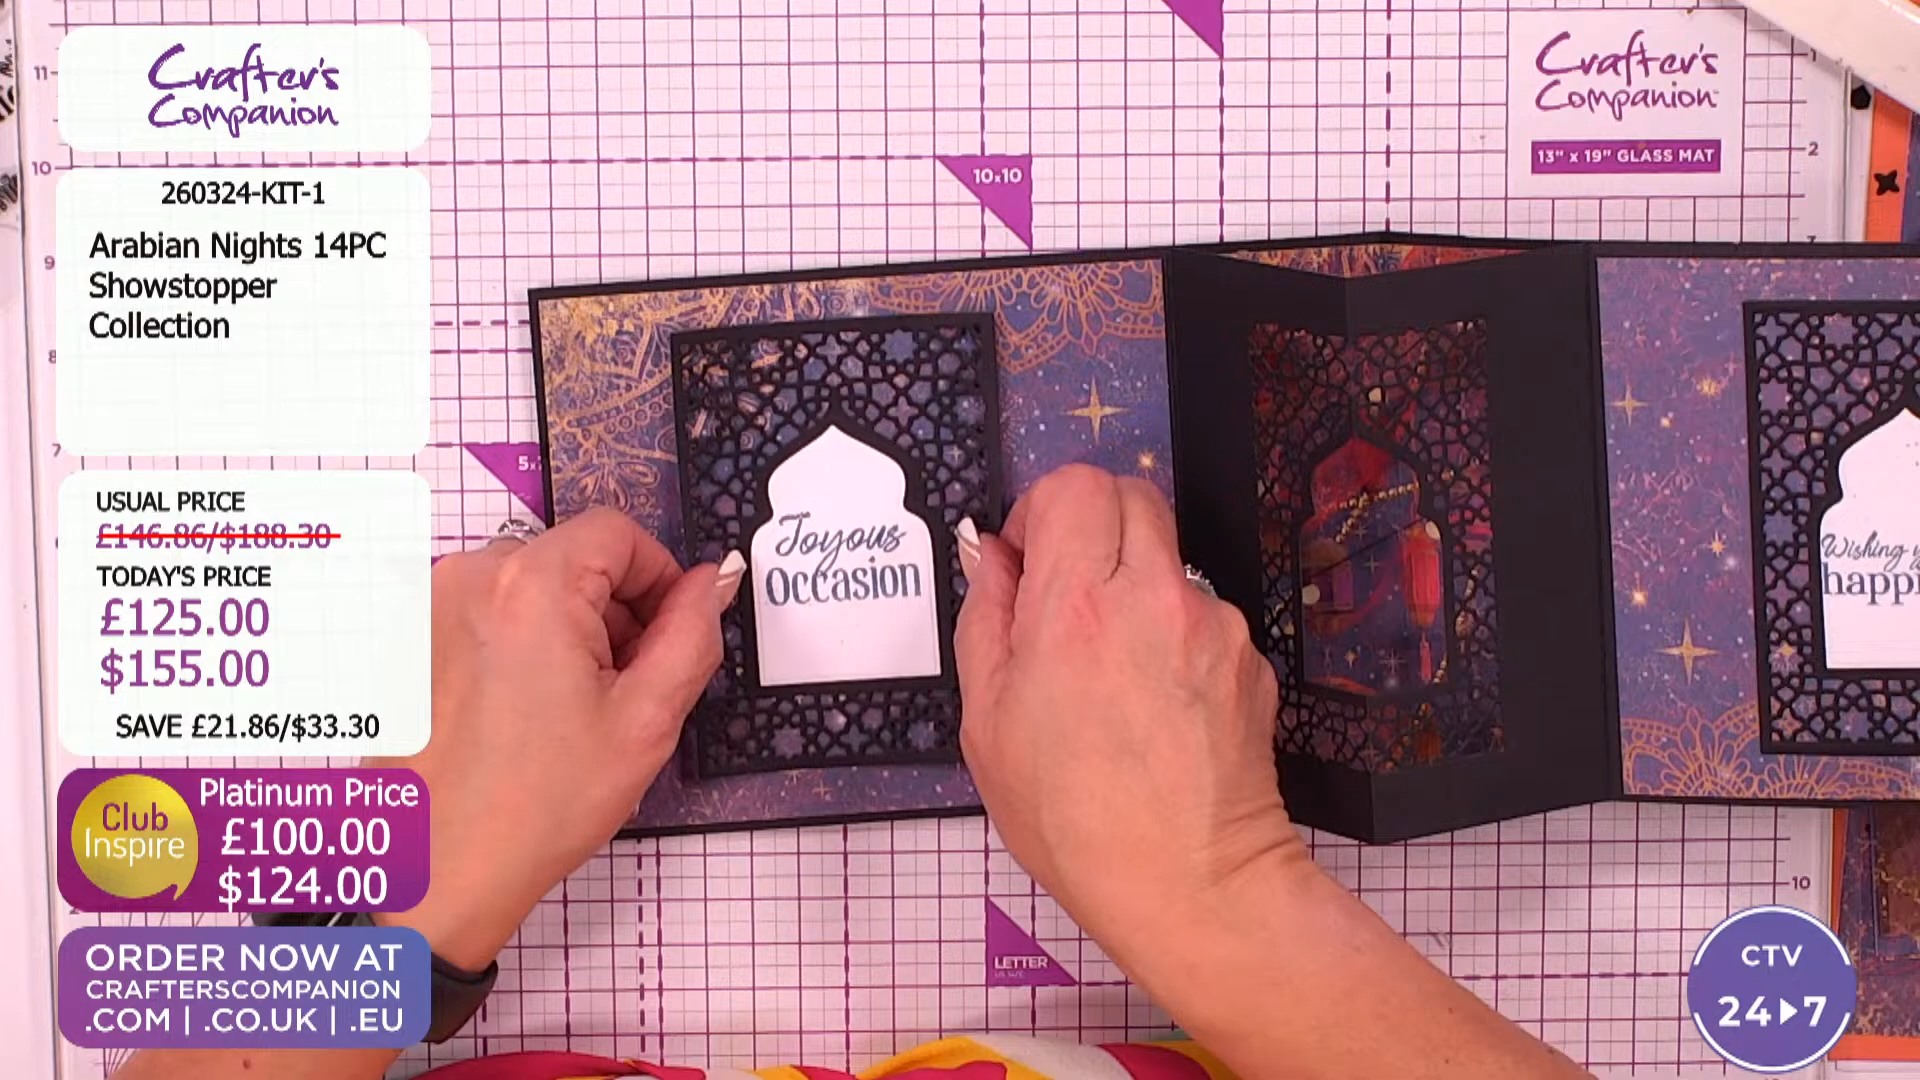 Crafter's
Companion
260324-KIT-1
Arabian Nights 14PC
Showstopper
Collection
USUAL PRICE
£146.86/$188.30
TODAY'S PRICE
£125.00
$155.00
SAVE £21.86/$33.30
Club
Inspire
Platinum Price
£100.00
$124.00
ORDER NOW AT
CRAFTERSCOMPANION
.COM | .CO.UK | .EU
11
10
9
8
7
10x10
LETTER
Joyous
Occasion
Wishing
Crafter's
Companion
13" x 19" GLASS MAT
1
2
10
CTV
24▶7